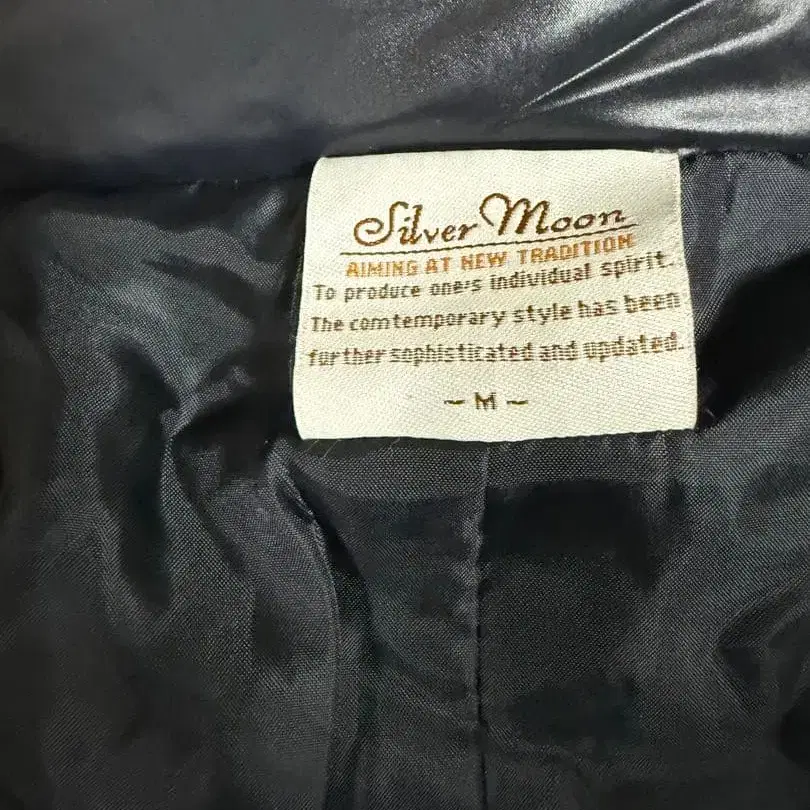 Silver Moon
AIMING AT NEW TRADITION
To produce one's individual spirit.
The comtemporary style has been
further sophisticated and updated.
~ M ~